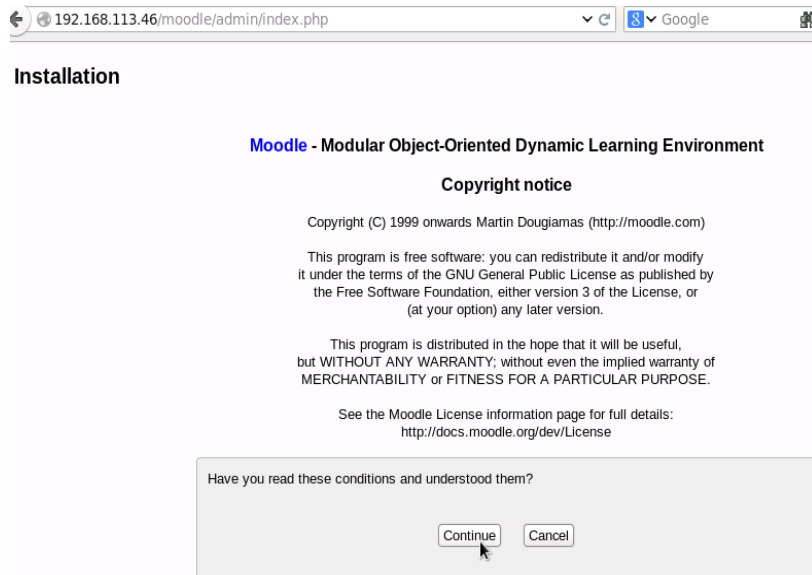 192.168.113.46/moodle/admin/index.php
8 Google
Installation
Moodle - Modular Object-Oriented Dynamic Learning Environment
Copyright notice
Copyright (C) 1999 onwards Martin Dougiamas (http://moodle.com)
This program is free software: you can redistribute it and/or modify
it under the terms of the GNU General Public License as published by
the Free Software Foundation, either version 3 of the License, or
(at your option) any later version.
This program is distributed in the hope that it will be useful,
but WITHOUT ANY WARRANTY; without even the implied warranty of
MERCHANTABILITY or FITNESS FOR A PARTICULAR PURPOSE.
See the Moodle License information page for full details:
http://docs.moodle.org/dev/License
Have you read these conditions and understood them?
Continue Cancel